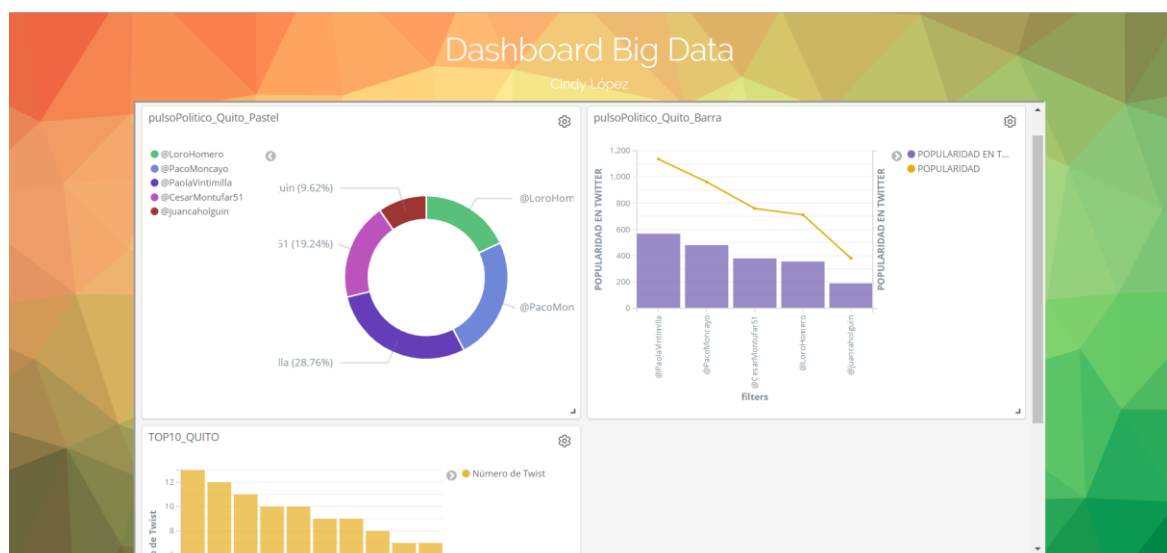 Dashboard Big Data
Cindy López
pulsoPolitico_Quito_Pastel
@LoroHomero
@PacoMoncayo
@PaolaVintimilla
@CesarMontufar51
@juancaholguin
uin (9.62%)
51 (19.24%)
lla (28.76%)
@LoroHom
@PacoMon
pulsoPolitico_Quito_Barra
1,200
1,000
800
600
400
200
0
POPULARIDAD EN TWITTER
POPULARIDAD EN TWITTER
@PaolaVintimilla
@PacoMoncayo
@CesarMontufar51
@LoroHomero
@juancaholguin
filters
POPULARIDAD EN T...
POPULARIDAD
TOP10_QUITO
12
10
8
o de Twist
Número de Twist